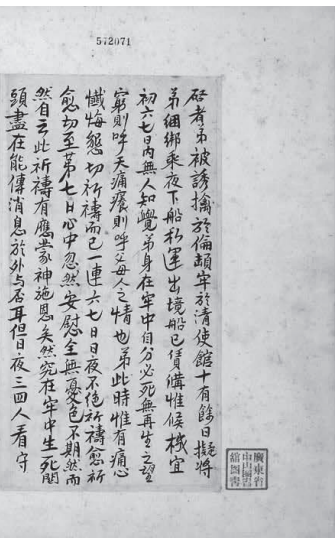 572071
啓者弟被誘擒於倫頓牢於清使館十有餘日擬將
弟綑綁乘夜下船私運出境船已賃備惟候機宜
初六七日內無人知覺弟身在牢中自分必死無再生之望
窮則呼天痛癢則呼父母人之情也弟此時惟有痛心
懺悔懇切祈禱而已一連六七日日夜不絕祈禱愈祈
愈切至第七日心中忽然安慰全無憂色不期然而
然自云此祈禱有應蒙神施恩矣然究在牢中生死關
頭盡在能傳消息於外與否耳但日夜三四人看守
廣東省
中山圖書
館圖書